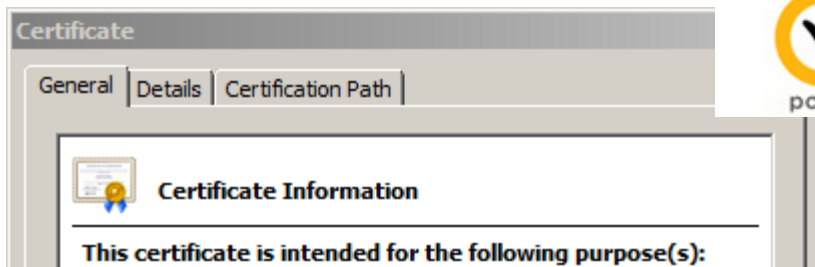 Certificate
General Details Certification Path
Certificate Information
This certificate is intended for the following purpose(s):